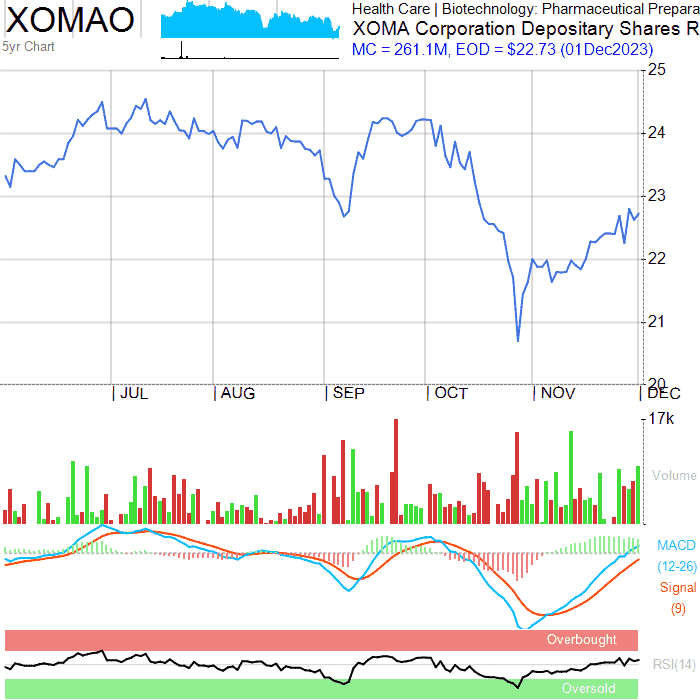 XOMAO
5yr Chart
Health Care | Biotechnology: Pharmaceutical Prepara
XOMA Corporation Depositary Shares R
MC = 261.1M, EOD = $22.73 (01Dec2023)
25
24
23
22
21
20
JUL AUG SEP OCT NOV DEC
17k
Volume
MACD
(12-26)
Signal
(9)
Overbought
RSI(14)
Oversold